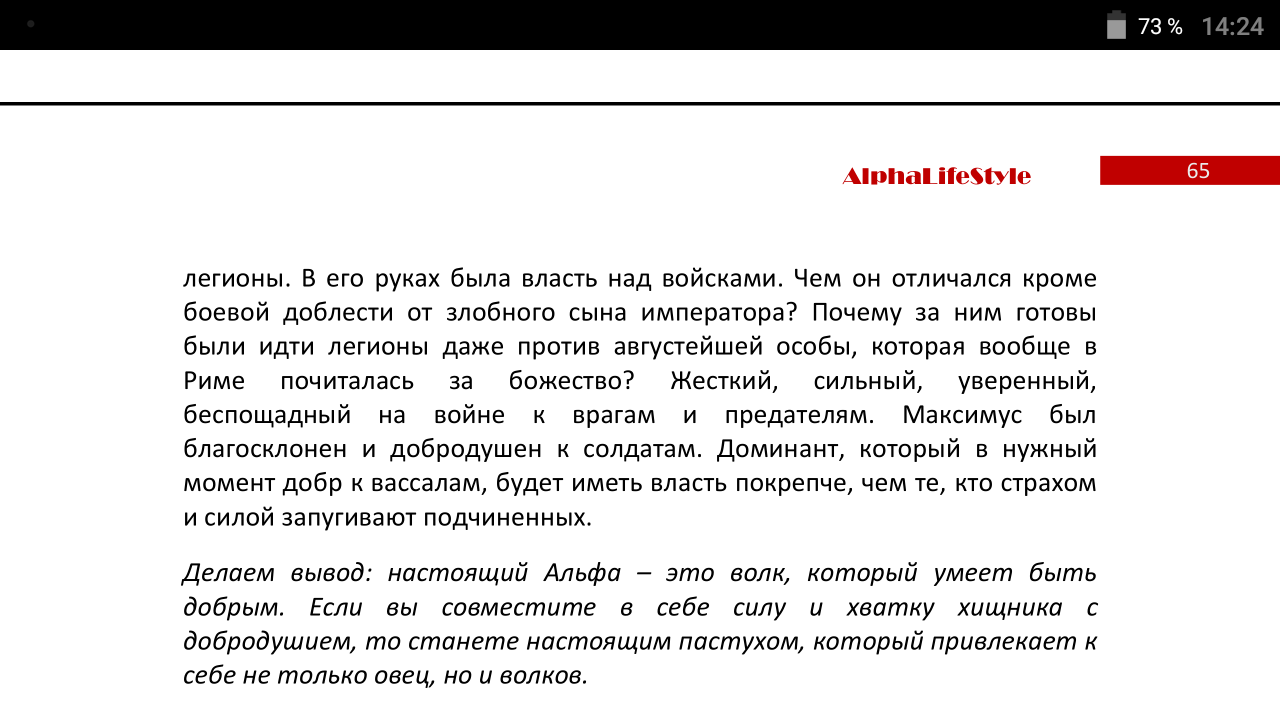 73 % 14:24
AlphaLifeStyle 65
легионы. В его руках была власть над войсками. Чем он отличался кроме
боевой доблести от злобного сына императора? Почему за ним готовы
были идти легионы даже против августейшей особы, которая вообще в
Риме почиталась за божество? Жесткий, сильный, уверенный,
беспощадный на войне к врагам и предателям. Максимус был
благосклонен и добродушен к солдатам. Доминант, который в нужный
момент добр к вассалам, будет иметь власть покрепче, чем те, кто страхом
и силой запугивают подчиненных.
Делаем вывод: настоящий Альфа – это волк, который умеет быть
добрым. Если вы совместите в себе силу и хватку хищника с
добродушием, то станете настоящим пастухом, который привлекает к
себе не только овец, но и волков.